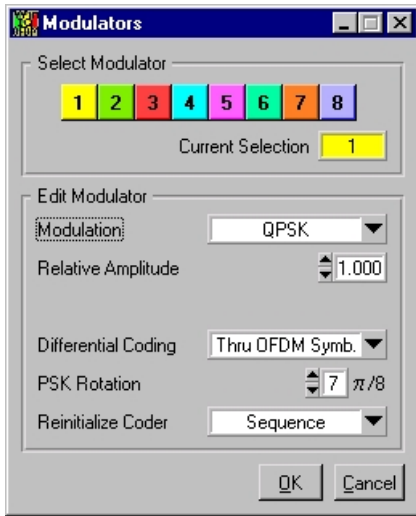 Modulators
Select Modulator
1 2 3 4 5 6 7 8
Current Selection 1
Edit Modulator
Modulation QPSK
Relative Amplitude 1.000
Differential Coding Thru OFDM Symb.
PSK Rotation 7 π/8
Reinitialize Coder Sequence
OK Cancel